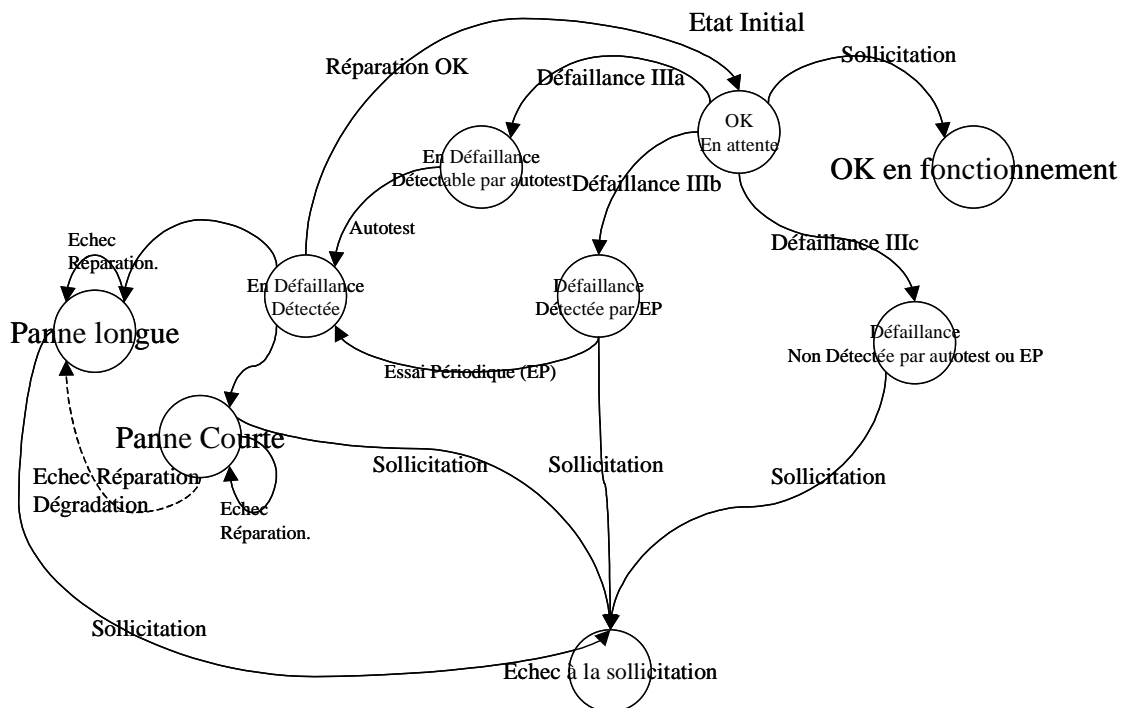 Etat Initial
Sollicitation
Réparation OK
Défaillance IIIa
OK
En attente
En Défaillance
Détectable par autotest
OK en fonctionnement
Défaillance IIIb
Autotest
Défaillance IIIc
Echec
Réparation.
En Défaillance
Détectée
Défaillance
Détectée par EP
Panne longue
Défaillance
Non Détectée par autotest ou EP
Essai Périodique (EP)
Panne Courte
Sollicitation
Sollicitation
Sollicitation
Echec Réparation
Dégradation
Echec
Réparation.
Sollicitation
Echec à la sollicitation